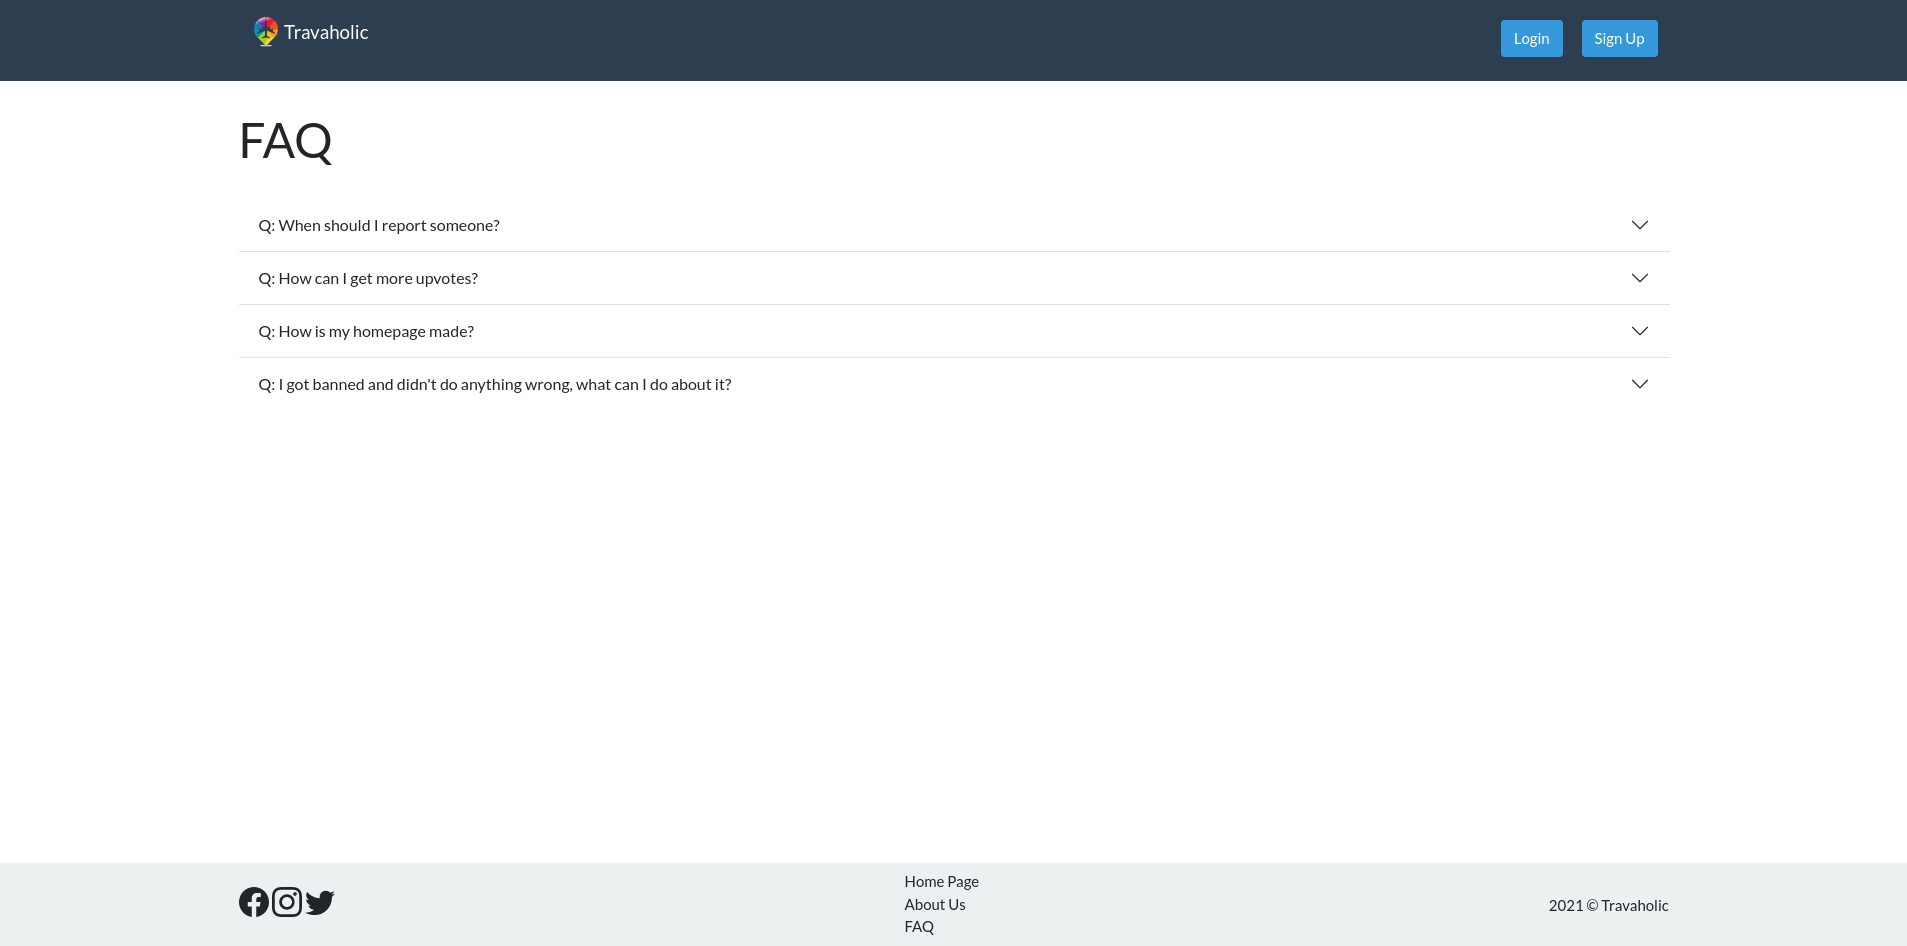 Travaholic
Login
Sign Up
FAQ
Q: When should I report someone?
Q: How can I get more upvotes?
Q: How is my homepage made?
Q: I got banned and didn't do anything wrong, what can I do about it?
Home Page
About Us
FAQ
2021 © Travaholic